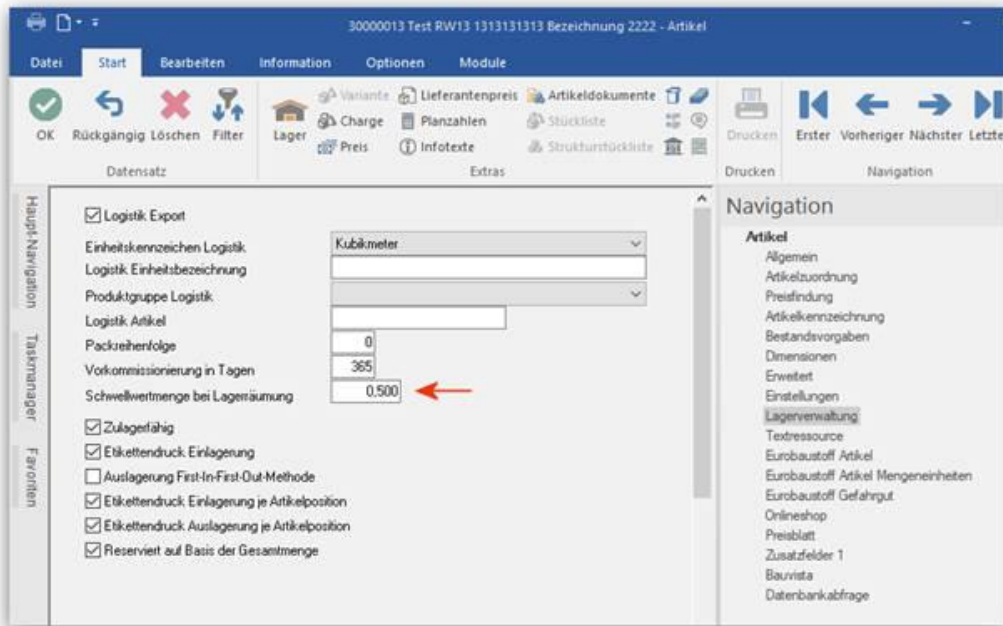 30000013 Test RW13 1313131313 Bezeichnung 2222 - Artikel
Datei Start Bearbeiten Information Optionen Module
Variante Lieferantenpreis Artikeldokumente
Charge Planzahlen Stückliste
Preis Infotexte Strukturstückliste
OK Rückgängig Löschen Filter Lager Drucken Erster Vorheriger Nächster Letzte
Datensatz Extras Drucken Navigation
Haupt-Navigation
Taskmanager
Favoriten
Logistik Export
Einheitskennzeichen Logistik Kubikmeter
Logistik Einheitsbezeichnung
Produktgruppe Logistik
Logistik Artikel
Packreihenfolge 0
Vorkommissionierung in Tagen 365
Schwellwertmenge bei Lagerräumung 0,500
Zulagerfähig
Etikettendruck Einlagerung
Auslagerung First-In-First-Out-Methode
Etikettendruck Einlagerung je Artikelposition
Etikettendruck Auslagerung je Artikelposition
Reserviert auf Basis der Gesamtmenge
Navigation
Artikel
Allgemein
Artikelzuordnung
Preisfindung
Artikelkennzeichnung
Bestandsvorgaben
Dimensionen
Erweitert
Einstellungen
Lagerverwaltung
Textressource
Eurobaustoff Artikel
Eurobaustoff Artikel Mengeneinheiten
Eurobaustoff Gefahrgut
Onlineshop
Preisblatt
Zusatzfelder 1
Bauvista
Datenbankabfrage